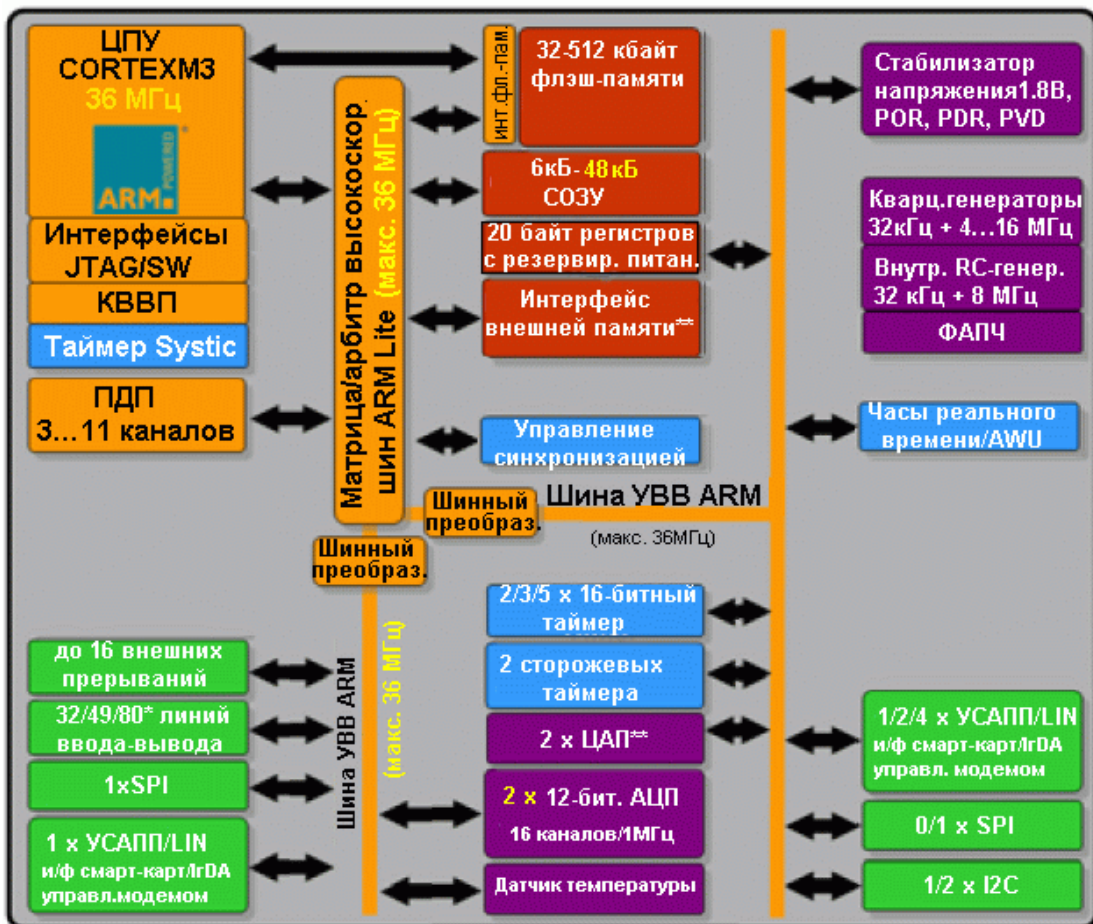 ЦПУ
CORTEXM3
36 МГц
ARM POWERED
Интерфейсы
JTAG/SW
КВВП
Таймер Systic
ПДП
3...11 каналов
Матрица/арбитр высокоскор.
шин ARM Lite (макс. 36 МГц)
инт.фл.-пам.
32-512 кбайт
флэш-памяти
6кБ-48кБ
СОЗУ
20 байт регистров
с резервир. питан.
Интерфейс
внешней памяти**
Управление
синхронизацией
Стабилизатор
напряжения1.8В,
POR, PDR, PVD
Кварц.генераторы
32кГц + 4...16 МГц
Внутр. RC-генер.
32 кГц + 8 МГц
ФАПЧ
Часы реального
времени/AWU
Шинный
преобраз.
Шина УВВ ARM
(макс. 36МГц)
Шинный
преобраз.
до 16 внешних
прерываний
32/49/80* линий
ввода-вывода
1xSPI
1 x УСАПП/LIN
и/ф смарт-карт/IrDA
управл.модемом
Шина УВВ ARM
(макс. 36 МГц)
2/3/5 x 16-битный
таймер
2 сторожевых
таймера
2 x ЦАП**
2 x 12-бит. АЦП
16 каналов/1МГц
Датчик температуры
1/2/4 x УСАПП/LIN
и/ф смарт-карт/IrDA
управл. модемом
0/1 x SPI
1/2 x I2C